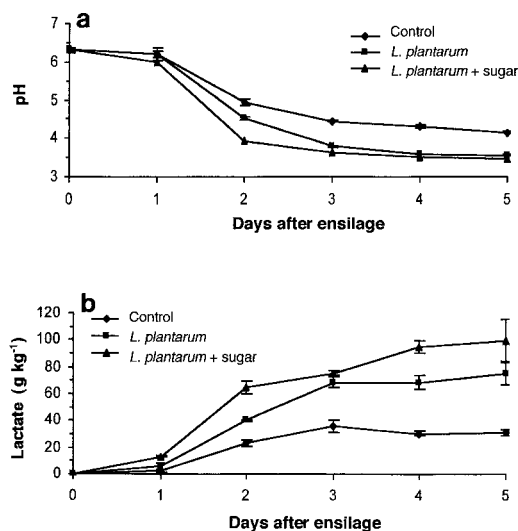 a
Control
L. plantarum
L. plantarum + sugar
pH
7
6
5
4
3
0 1 2 3 4 5
Days after ensilage
b
Control
L. plantarum
L. plantarum + sugar
Lactate (g kg⁻¹)
120
100
80
60
40
20
0
0 1 2 3 4 5
Days after ensilage